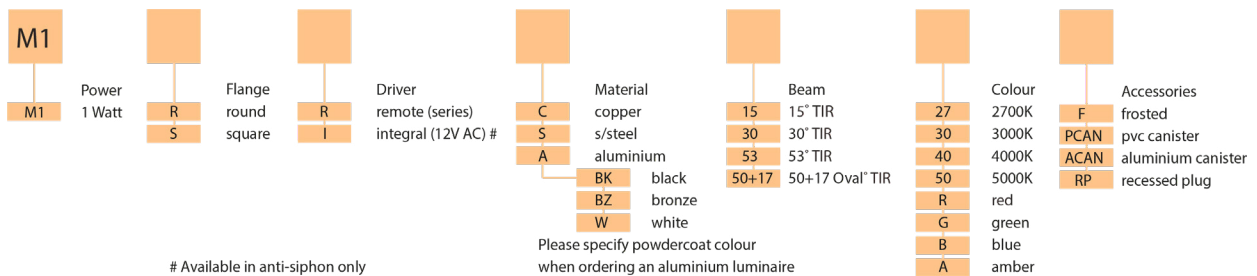 M1
Power
M1 1 Watt
Flange
R round
S square
Driver
R remote (series)
I integral (12V AC) #
Material
C copper
S s/steel
A aluminium
BK black
BZ bronze
W white
Please specify powdercoat colour
when ordering an aluminium luminaire
Beam
15 15° TIR
30 30° TIR
53 53° TIR
50+17 50+17 Oval° TIR
Colour
27 2700K
30 3000K
40 4000K
50 5000K
R red
G green
B blue
A amber
Accessories
F frosted
PCAN pvc canister
ACAN aluminium canister
RP recessed plug
# Available in anti-siphon only